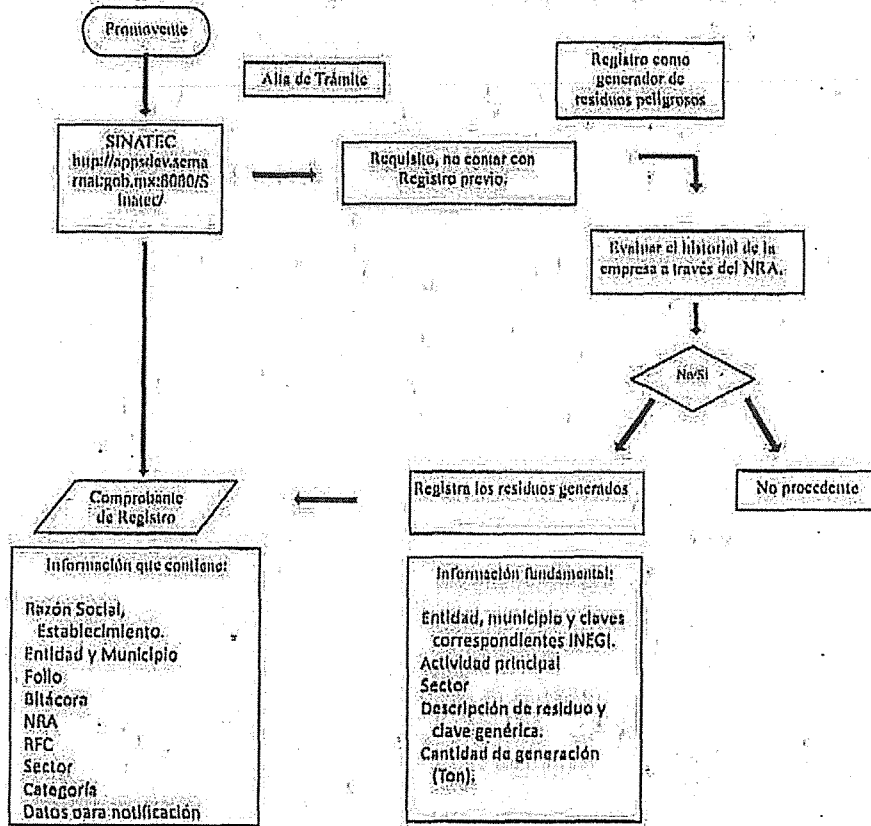 Promovente
Alta de Trámite
Registro como
generador de
residuos peligrosos
SINATEC
http://appsdev.sema
rnat.gob.mx:8080/S
inatec/
Requisito, no contar con
Registro previo.
Evaluar el historial de la
empresa a través del NRA.
No/Si
Comprobante
de Registro
Registra los residuos generados
No procedente
Información que contiene:
Razón Social,
Establecimiento.
Entidad y Municipio
Folio
Bitácora
NRA
RFC
Sector
Categoría
Datos para notificación
Información fundamental:
Entidad, municipio y claves
correspondientes INEGI.
Actividad principal
Sector
Descripción de residuo y
clave genérica.
Cantidad de generación
(Ton).